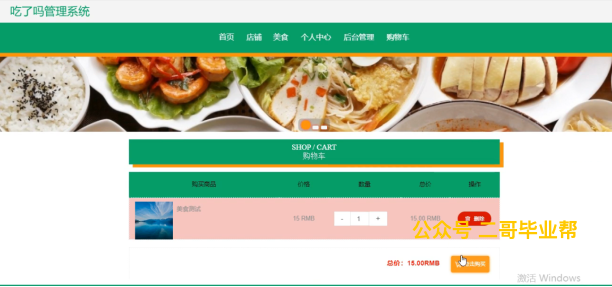 吃了吗管理系统
首页 店铺 美食 个人中心 后台管理 购物车
SHOP / CART
购物车
购买商品 价格 数量 总价 操作
美食测试 15 RMB - 1 + 15.00 RMB 删除
公众号 二哥毕业帮
总价：15.00RMB
激活 Windows